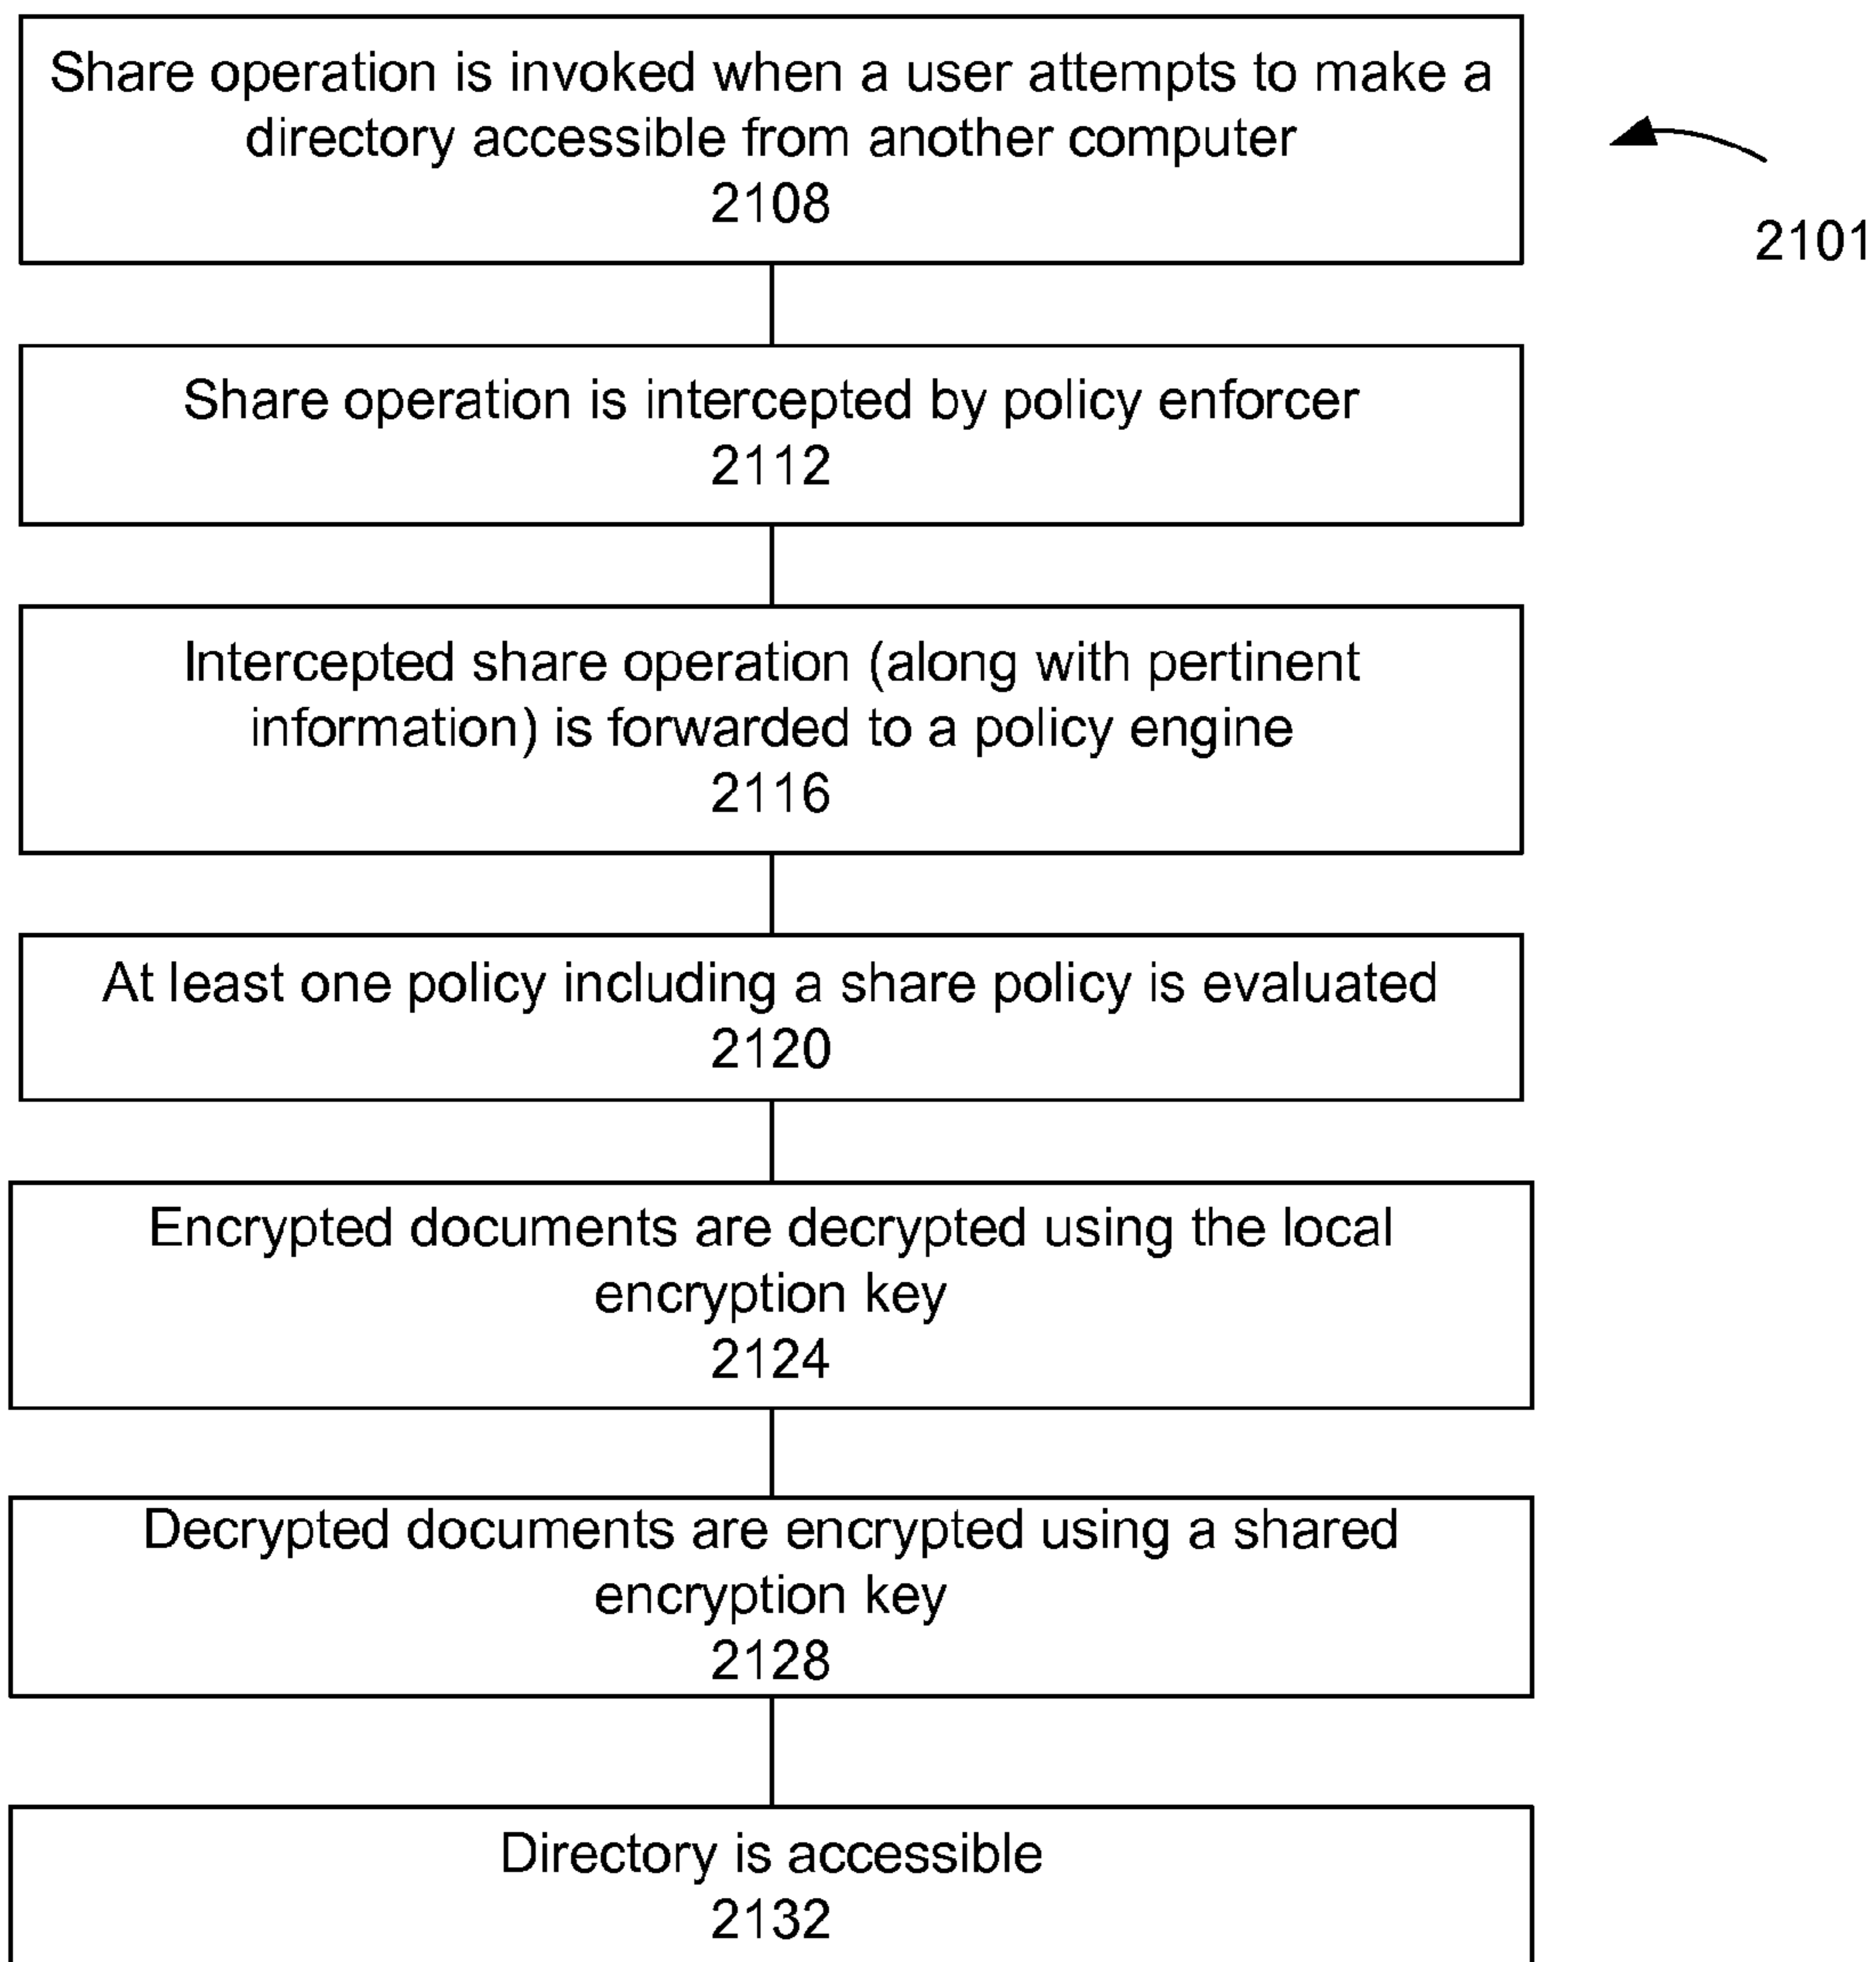 Share operation is invoked when a user attempts to make a
directory accessible from another computer
2108
2101
Share operation is intercepted by policy enforcer
2112
Intercepted share operation (along with pertinent
information) is forwarded to a policy engine
2116
At least one policy including a share policy is evaluated
2120
Encrypted documents are decrypted using the local
encryption key
2124
Decrypted documents are encrypted using a shared
encryption key
2128
Directory is accessible
2132